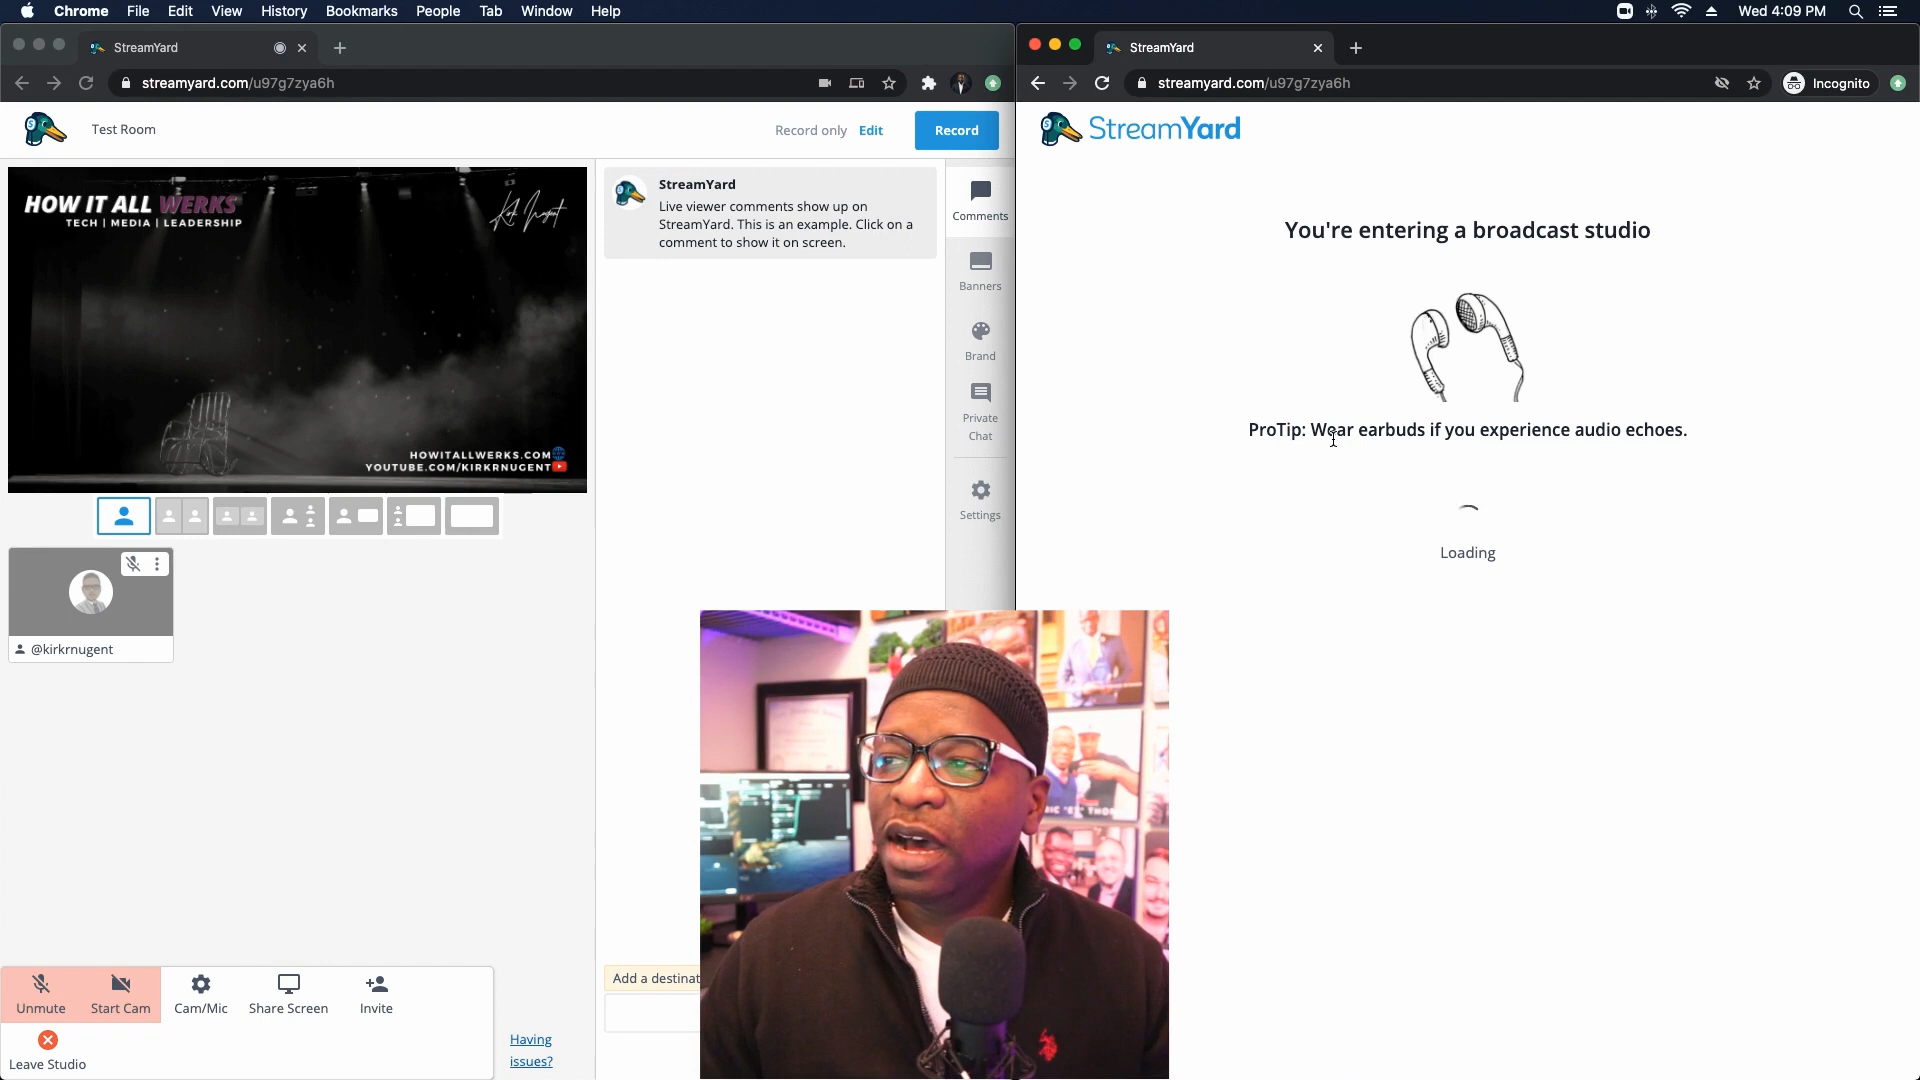 Chrome File Edit View History Bookmarks People Tab Window Help
Wed 4:09 PM
StreamYard
streamyard.com/u97g7zya6h
Test Room
Record only Edit
Record
HOW IT ALL WERKS
TECH | MEDIA | LEADERSHIP
Kirk Nugent
HOWITALLWERKS.COM
YOUTUBE.COM/KIRKRNUGENT
@kirkrnugent
StreamYard
Live viewer comments show up on
StreamYard. This is an example. Click on a
comment to show it on screen.
Comments
Banners
Brand
Private
Chat
Settings
Add a destinat
Unmute
Start Cam
Cam/Mic
Share Screen
Invite
Leave Studio
Having
issues?
StreamYard
streamyard.com/u97g7zya6h
Incognito
StreamYard
You're entering a broadcast studio
ProTip: Wear earbuds if you experience audio echoes.
Loading